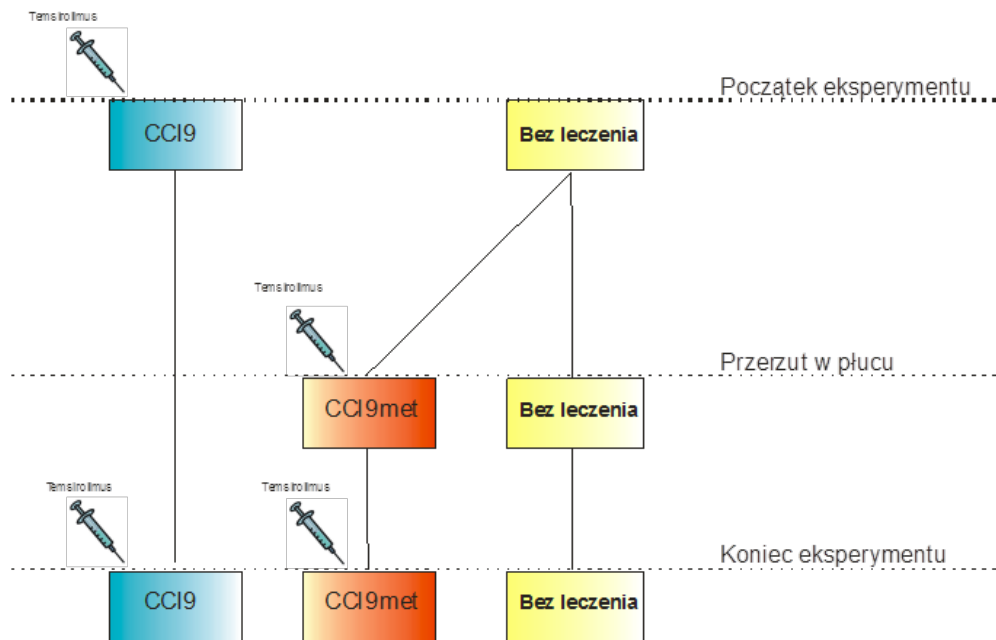 Temsirolimus
Początek eksperymentu
CCI9
Bez leczenia
Temsirolimus
Przerzut w płucu
CCI9met
Bez leczenia
Temsirolimus
Temsirolimus
Koniec eksperymentu
CCI9
CCI9met
Bez leczenia